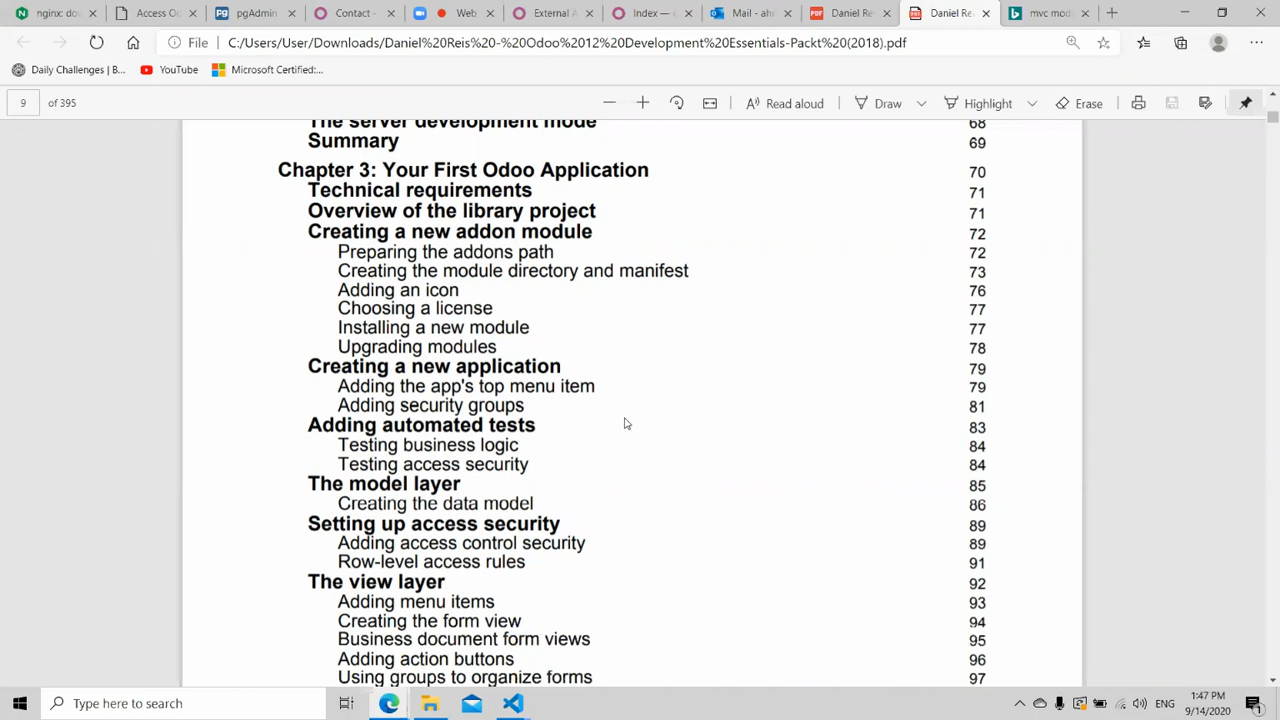 nginx: doc
Access Or
pgAdmin
Contact -
Web
External A
Index — o
Mail - ahm
Daniel Rei
Daniel Re
mvc mod
File
C:/Users/User/Downloads/Daniel%20Reis%20-%20Odoo%2012%20Development%20Essentials-Packt%20(2018).pdf
Daily Challenges | B...
YouTube
Microsoft Certified:...
9 of 395
Read aloud
Draw
Highlight
Erase
The server development mode 68
Summary 69
Chapter 3: Your First Odoo Application 70
Technical requirements 71
Overview of the library project 71
Creating a new addon module 72
Preparing the addons path 72
Creating the module directory and manifest 73
Adding an icon 76
Choosing a license 77
Installing a new module 77
Upgrading modules 78
Creating a new application 79
Adding the app's top menu item 79
Adding security groups 81
Adding automated tests 83
Testing business logic 84
Testing access security 84
The model layer 85
Creating the data model 86
Setting up access security 89
Adding access control security 89
Row-level access rules 91
The view layer 92
Adding menu items 93
Creating the form view 94
Business document form views 95
Adding action buttons 96
Using groups to organize forms 97
Type here to search
ENG
1:47 PM
9/14/2020